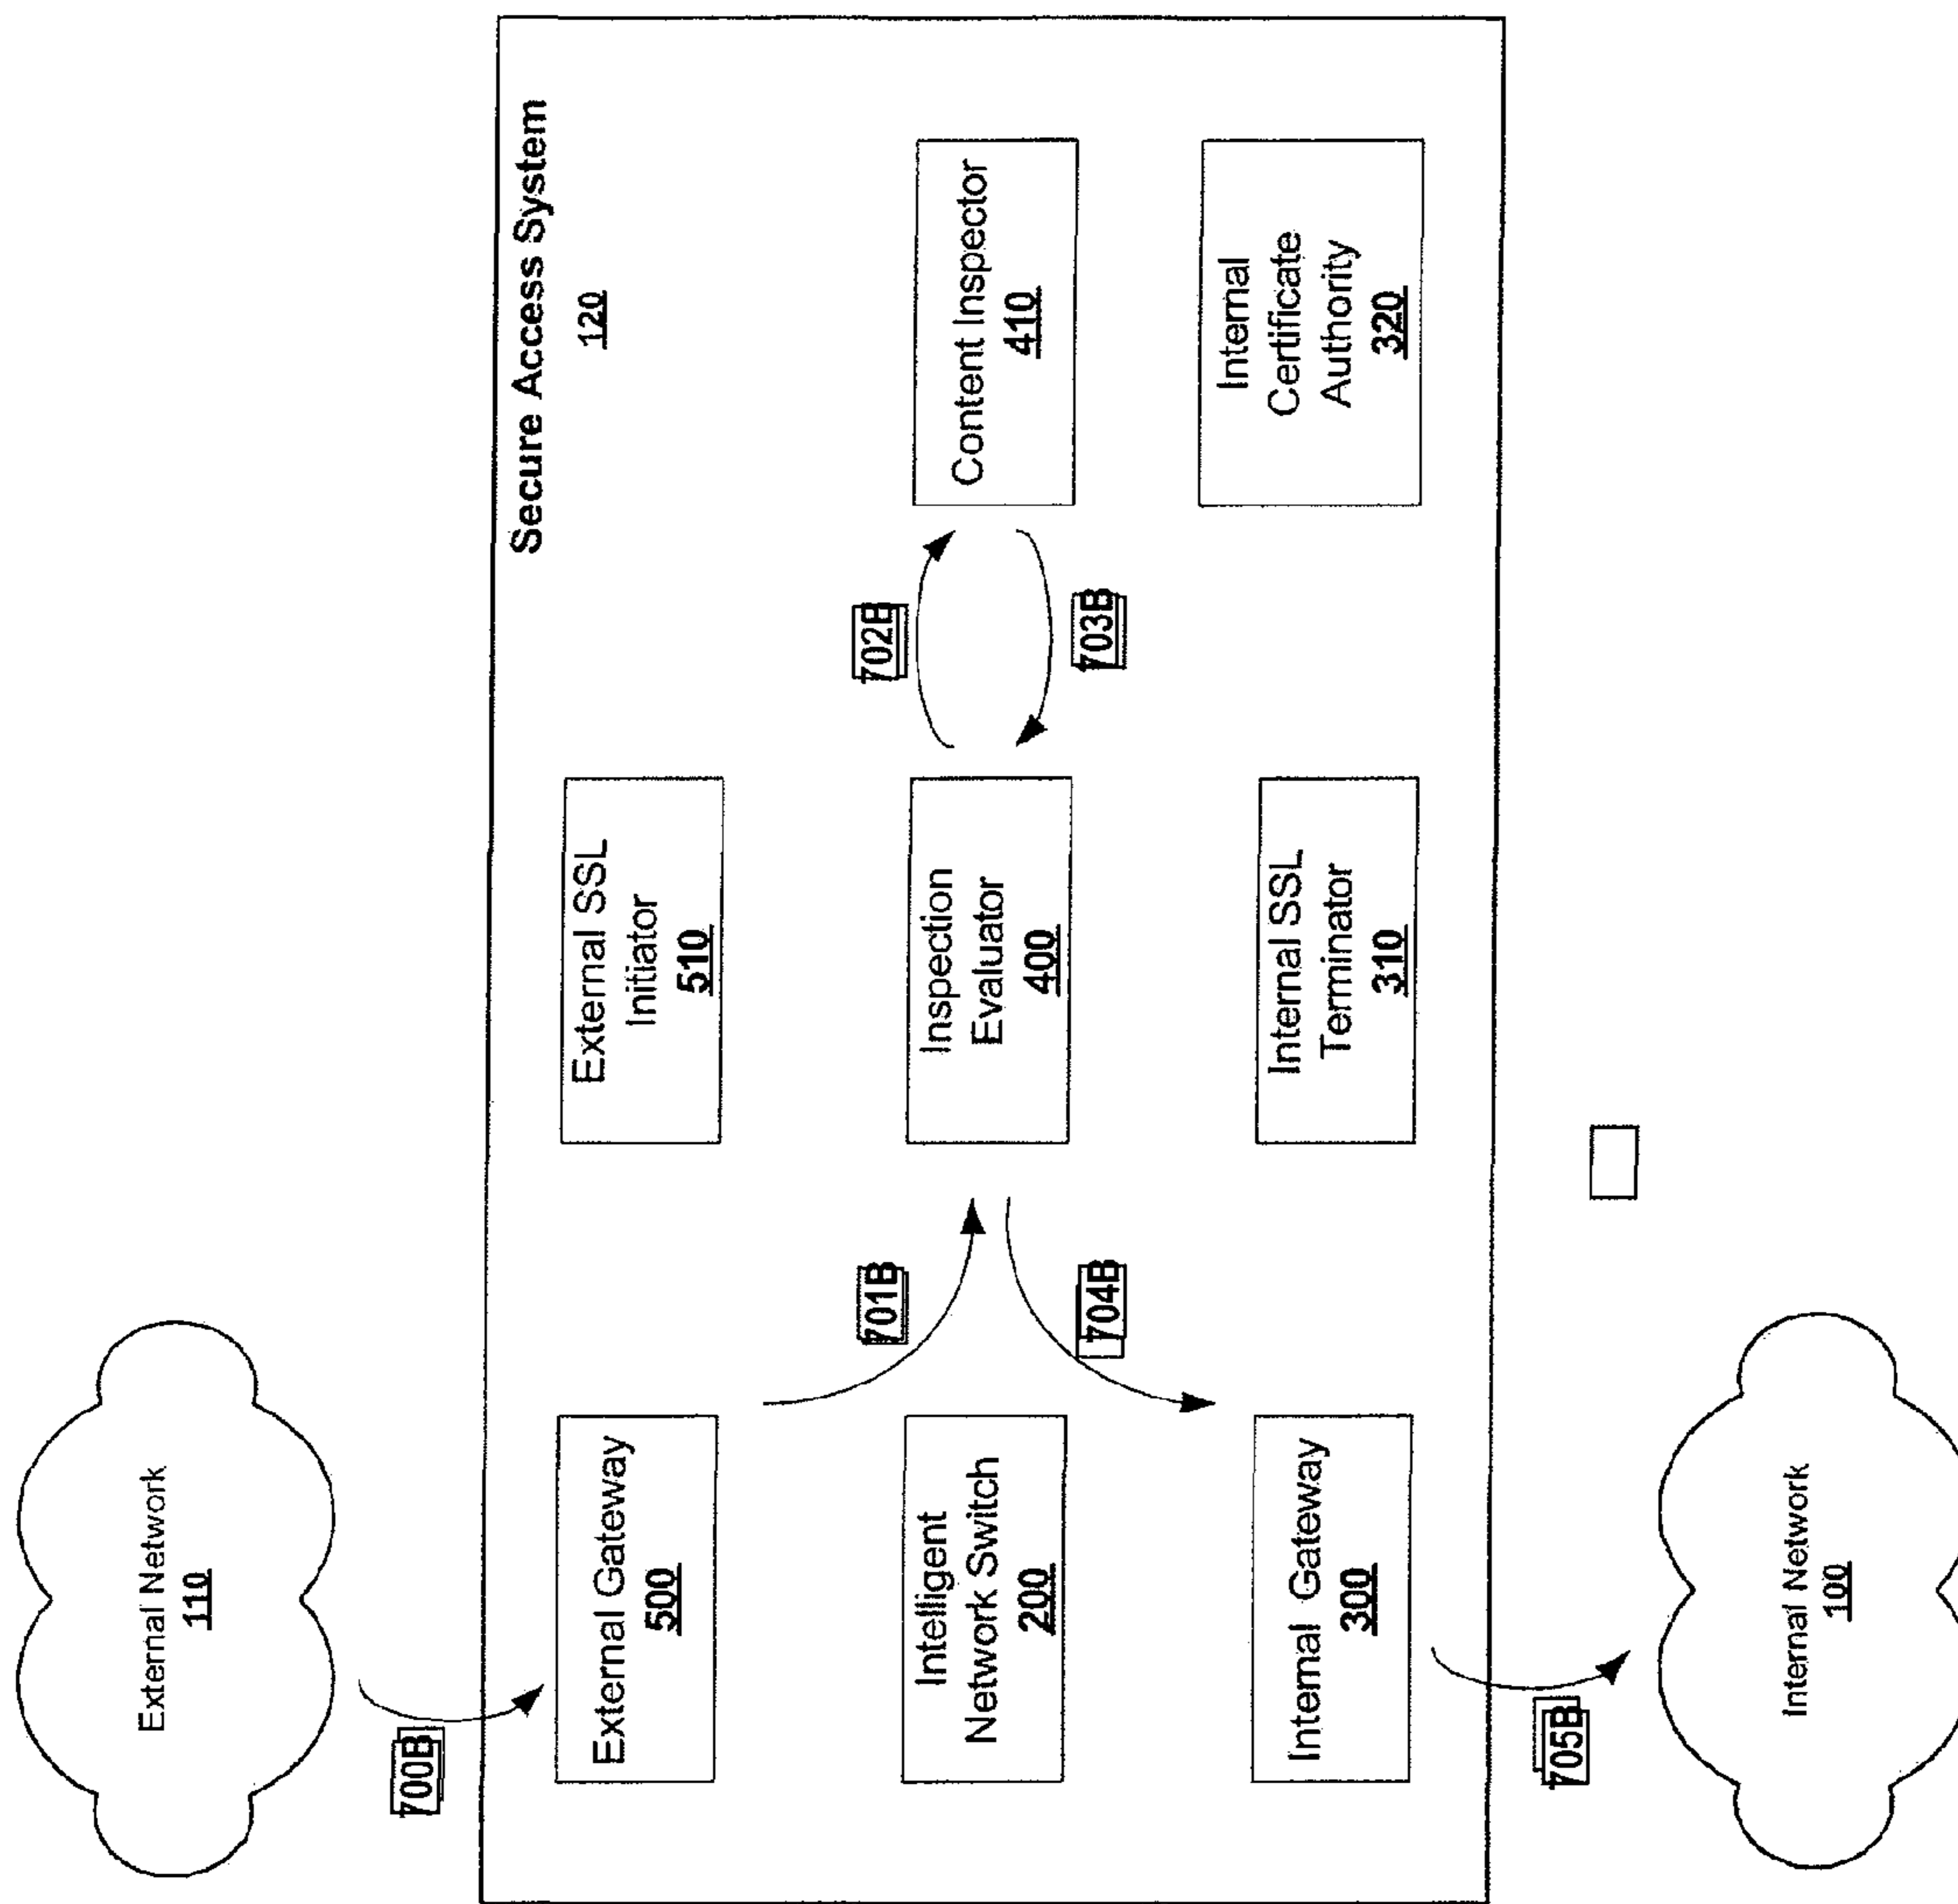 External Network
110
700B
Secure Access System
120
External Gateway
500
External SSL
Initiator
510
701B
702B
Intelligent
Network Switch
200
Inspection
Evaluator
400
Content Inspector
410
704B
703B
Internal Gateway
300
Internal SSL
Terminator
310
Internal
Certificate
Authority
320
705B
Internal Network
100